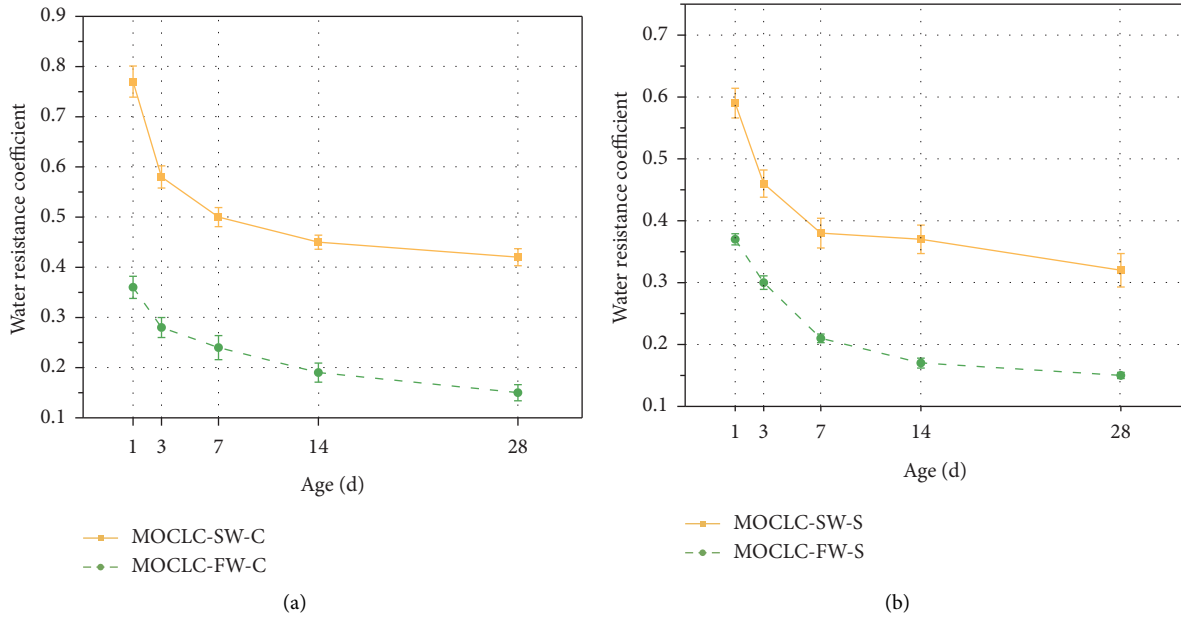 0.9
0.8
0.7
0.6
0.5
0.4
0.3
0.2
0.1
Water resistance coefficient
1 3 7 14 28
Age (d)
MOCLC-SW-C
MOCLC-FW-C
(a)
0.7
0.6
0.5
0.4
0.3
0.2
0.1
Water resistance coefficient
1 3 7 14 28
Age (d)
MOCLC-SW-S
MOCLC-FW-S
(b)